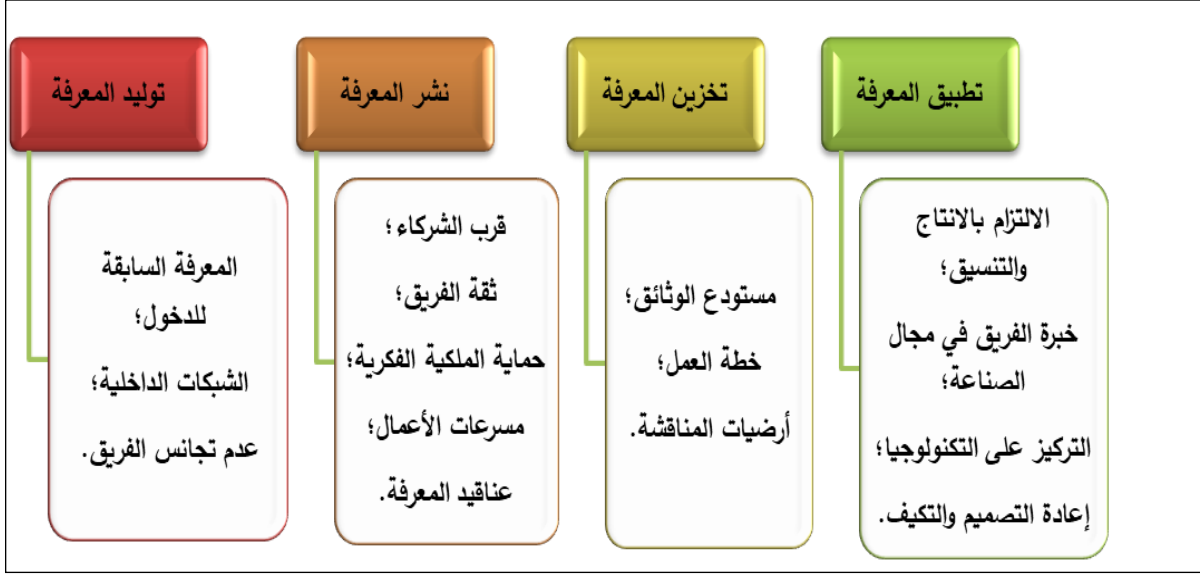 توليد المعرفة
المعرفة السابقة
للدخول؛
الشبكات الداخلية؛
عدم تجانس الفريق.
نشر المعرفة
قرب الشركاء؛
ثقة الفريق؛
حماية الملكية الفكرية؛
مسرعات الأعمال؛
عناقيد المعرفة.
تخزين المعرفة
مستودع الوثائق؛
خطة العمل؛
أرضيات المناقشة.
تطبيق المعرفة
الالتزام بالانتاج
والتنسيق؛
خبرة الفريق في مجال
الصناعة؛
التركيز على التكنولوجيا؛
إعادة التصميم والتكيف.